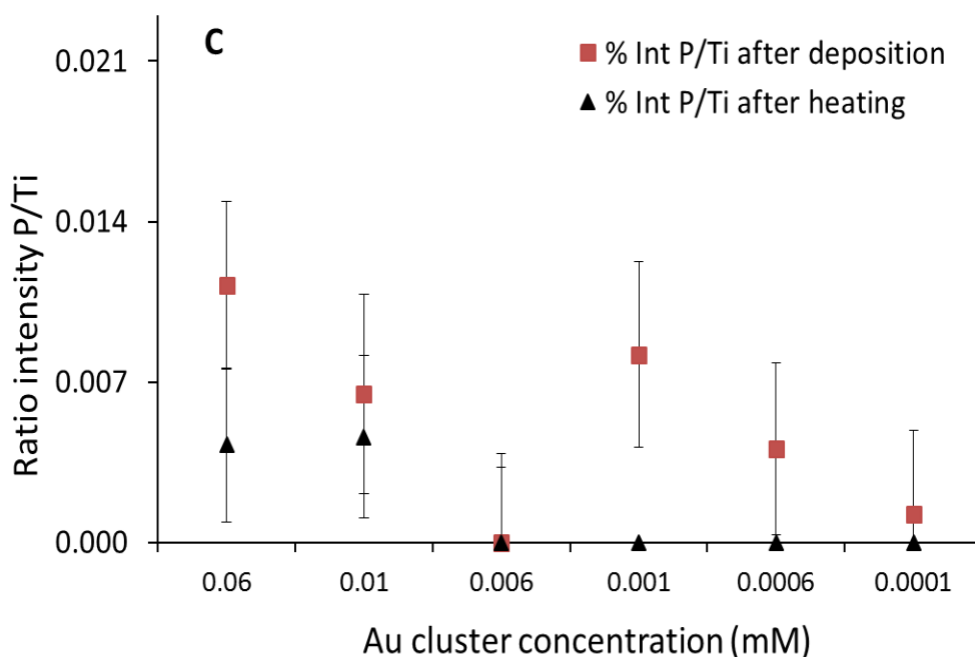 C
% Int P/Ti after deposition
% Int P/Ti after heating
Ratio intensity P/Ti
0.021
0.014
0.007
0.000
0.06 0.01 0.006 0.001 0.0006 0.0001
Au cluster concentration (mM)